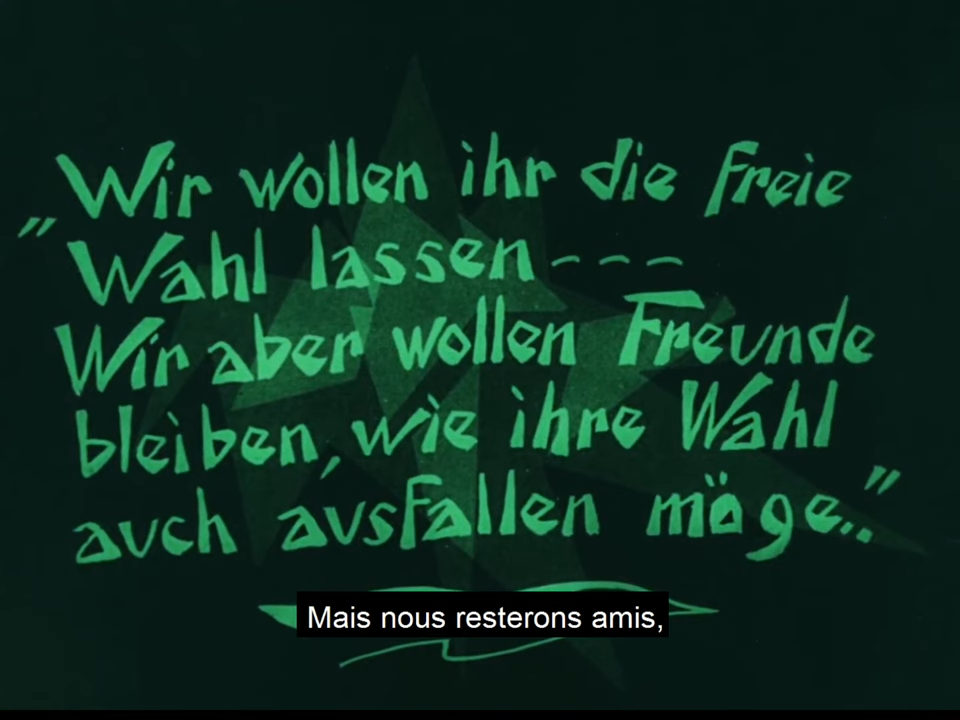 Wir wollen ihr die freie
„Wahl lassen - - -
Wir aber wollen Freunde
bleiben, wie ihre Wahl
auch ausfallen möge.."
Mais nous resterons amis,